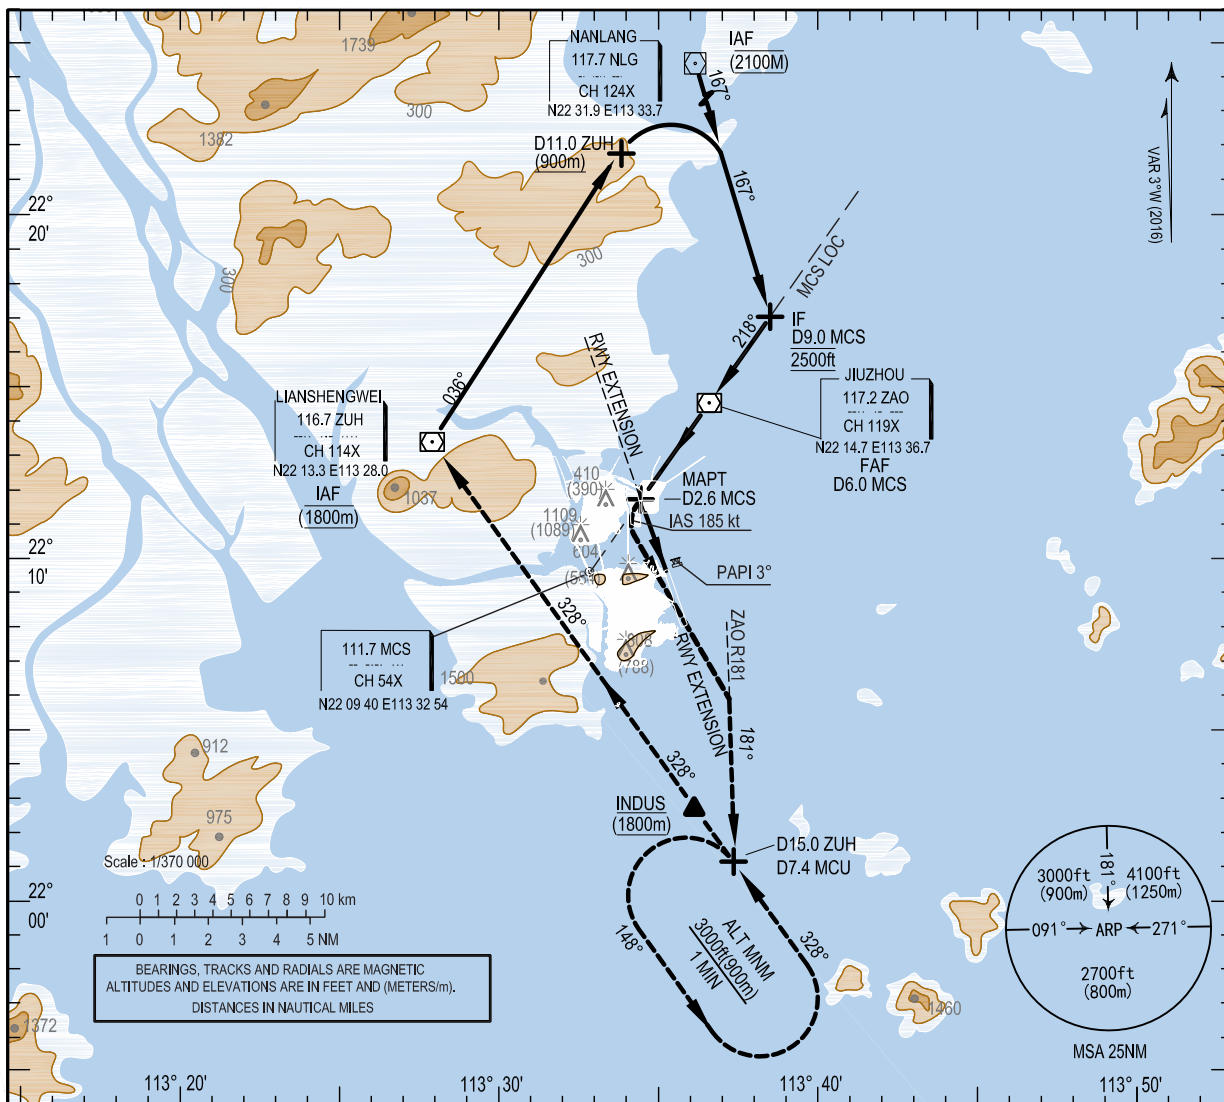 1739
NANLANG
117.7 NLG
CH 124X
N22 31.9 E113 33.7
IAF
(2100M)
167°
300
1382
D11.0 ZUH
(900m)
VAR 3°W (2016)
167°
22°
20'
300
300
MCS LOC
IF
D9.0 MCS
2500ft
218°
RWY EXTENSION
JIUZHOU
117.2 ZAO
CH 119X
N22 14.7 E113 36.7
FAF
D6.0 MCS
036°
LIANSHENGWEI
116.7 ZUH
CH 114X
N22 13.3 E113 28.0
IAF
(1800m)
1037
410
(390)
MAPT
D2.6 MCS
IAS 185 kt
1109
(1089)
604
22°
10'
PAPI 3°
328°
ZAO R181
111.7 MCS
CH 54X
N22 09 40 E113 32 54
1500
(788)
RWY EXTENSION
912
181°
328°
975
INDUS
(1800m)
D15.0 ZUH
D7.4 MCU
Scale : 1/370 000
0 1 2 3 4 5 6 7 8 9 10 km
1 0 1 2 3 4 5 NM
22°
00'
3000ft
(900m)
181°
4100ft
(1250m)
091°
ARP
271°
2700ft
(800m)
MSA 25NM
148°
ALT MNM
3000ft(900m)
1 MIN
328°
BEARINGS, TRACKS AND RADIALS ARE MAGNETIC
ALTITUDES AND ELEVATIONS ARE IN FEET AND (METERS/m).
DISTANCES IN NAUTICAL MILES
1372
1460
113° 20'
113° 30'
113° 40'
113° 50'